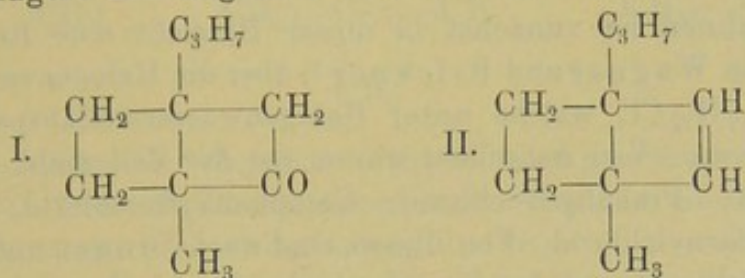 I.
C₃H₇
CH₂—C—CH₂
CH₂—C—CO
CH₃
II.
C₃H₇
CH₂—C—CH
CH₂—C—CH
CH₃